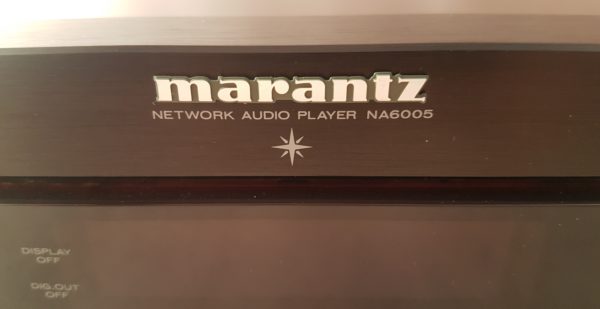 marantz
NETWORK AUDIO PLAYER NA6005
DISPLAY
OFF
DIG.OUT
OFF